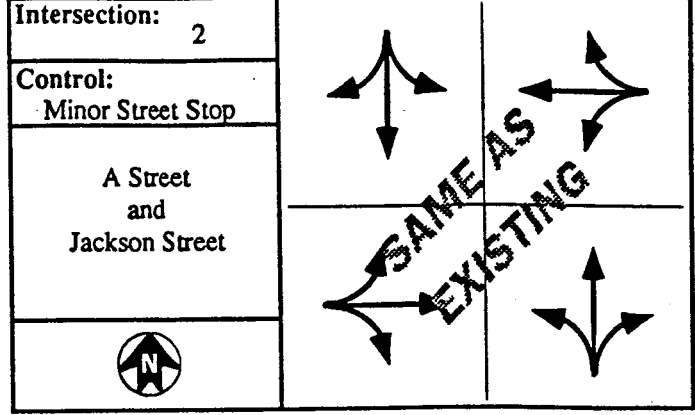 Intersection:
2
Control:
Minor Street Stop
A Street
and
Jackson Street
N
SAME AS
EXISTING